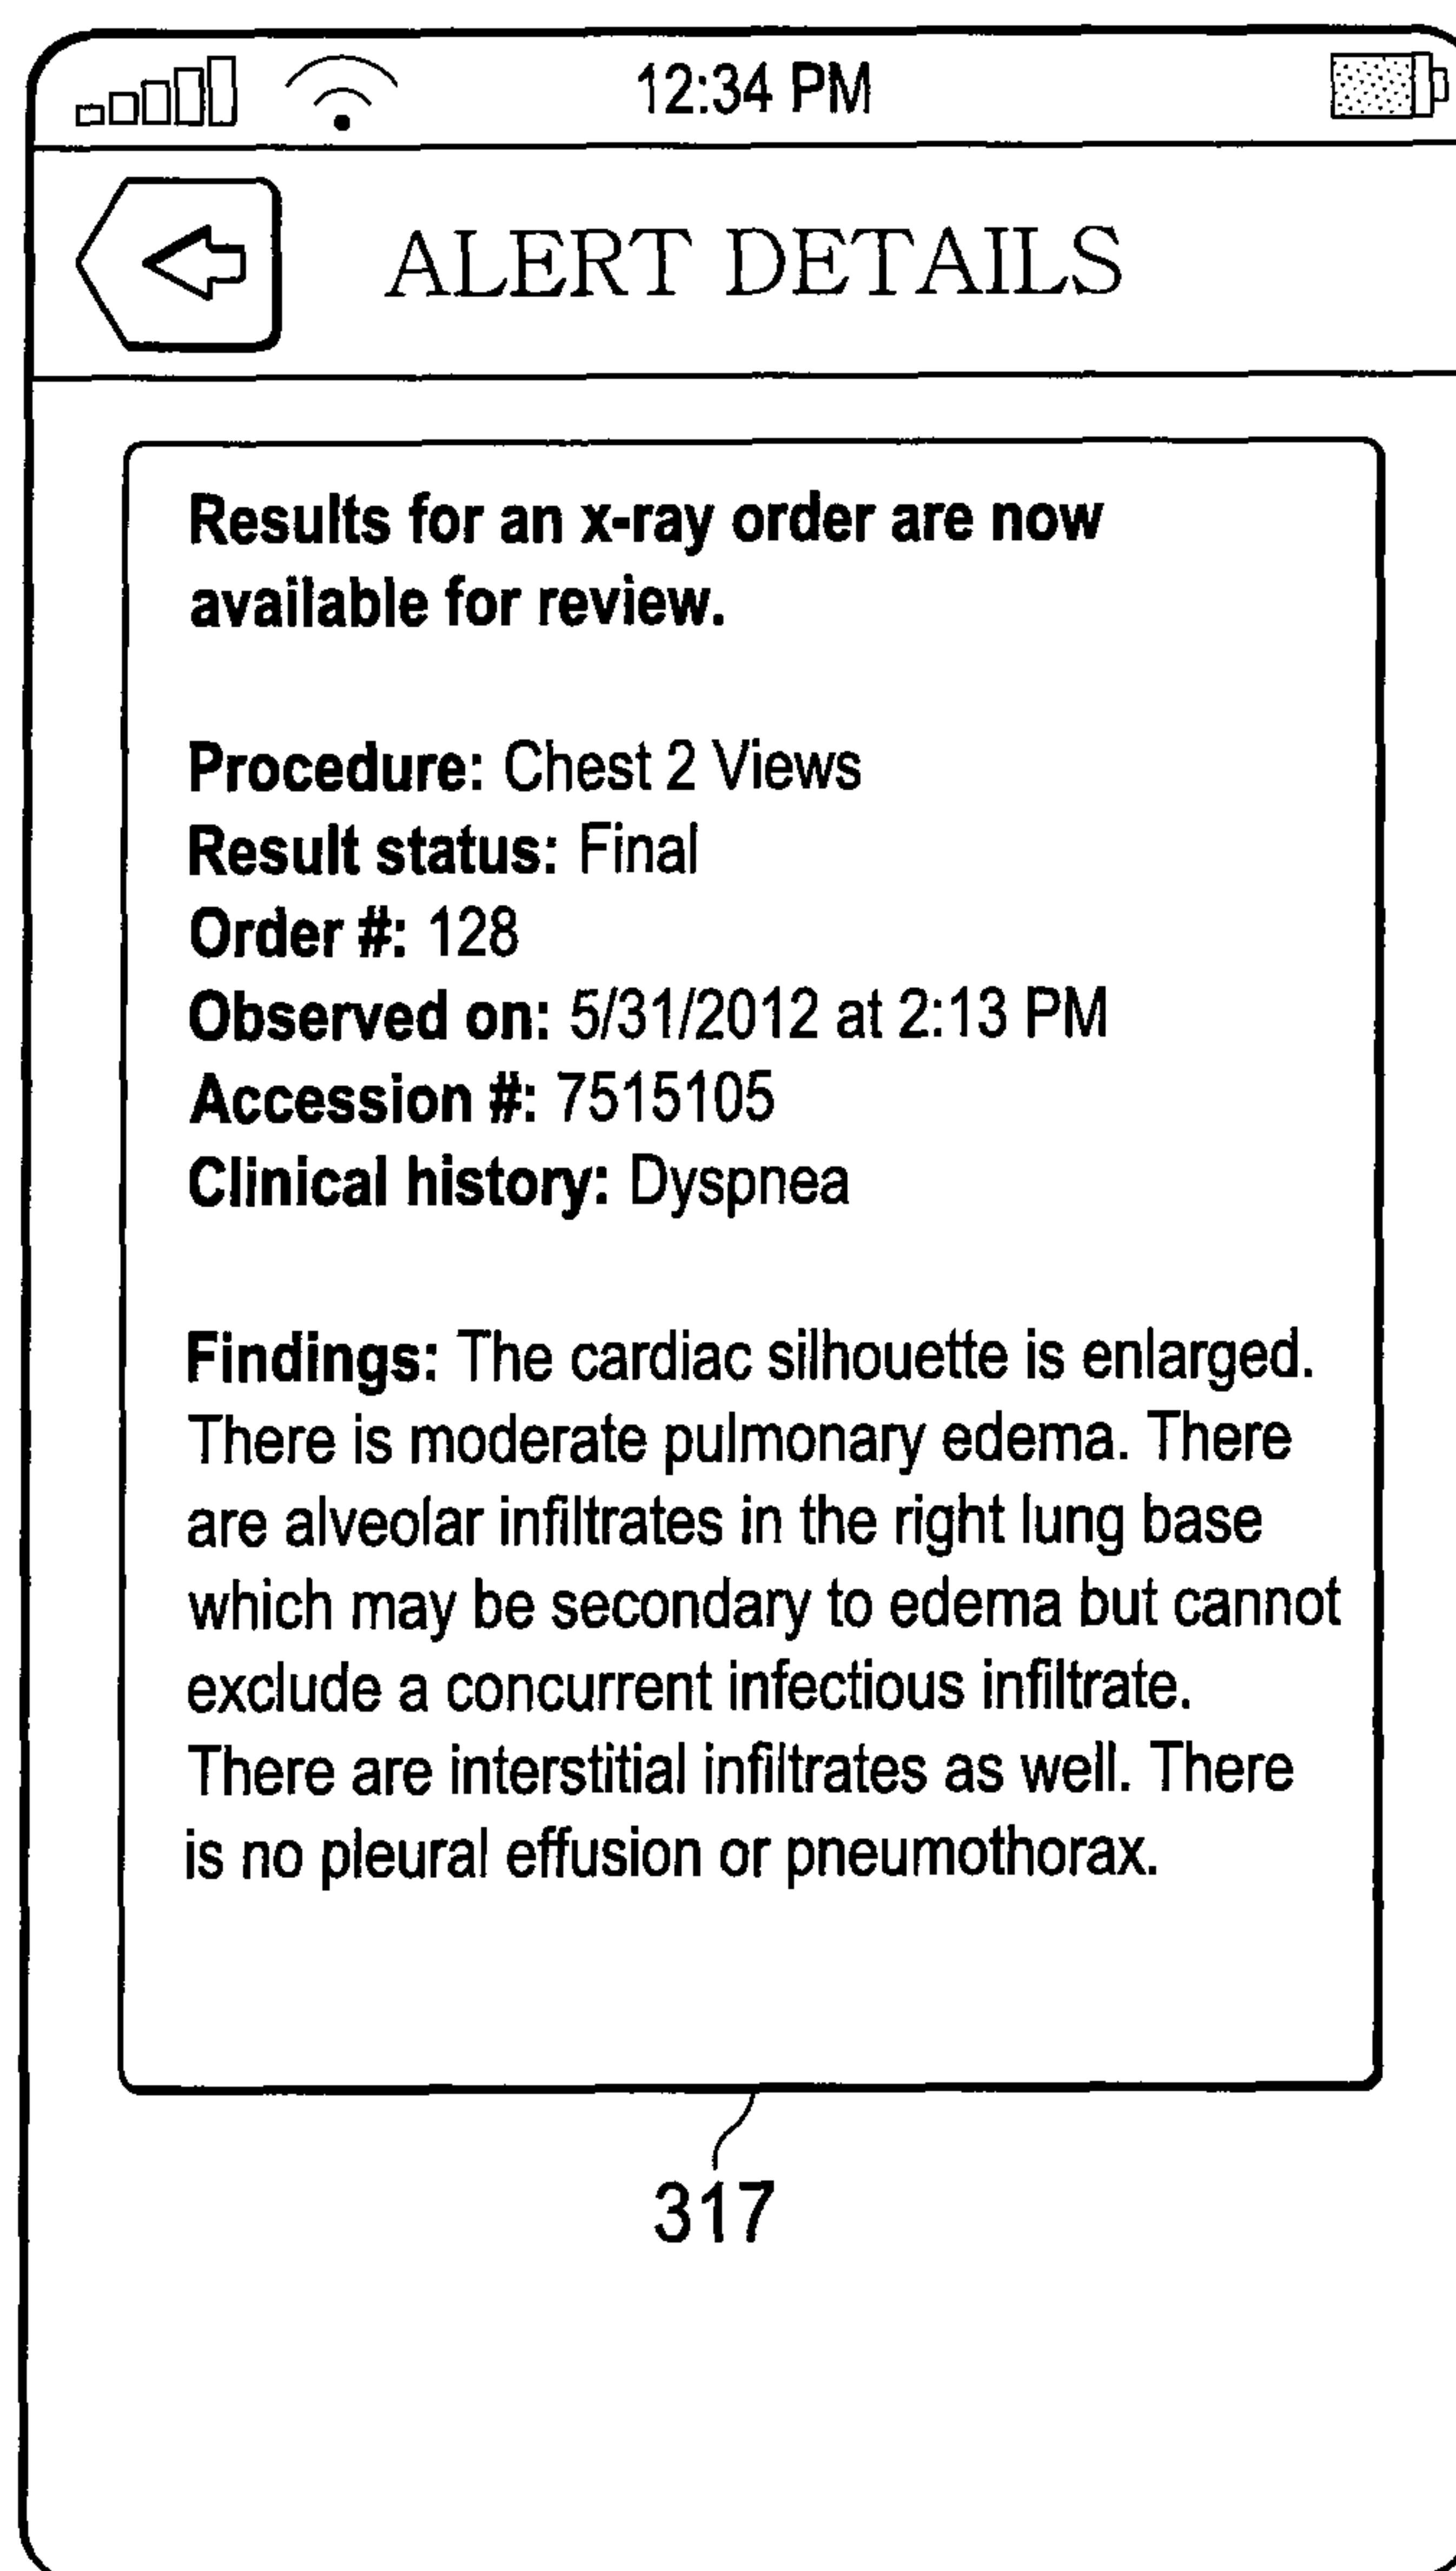 12:34 PM
ALERT DETAILS
Results for an x-ray order are now
available for review.
Procedure: Chest 2 Views
Result status: Final
Order #: 128
Observed on: 5/31/2012 at 2:13 PM
Accession #: 7515105
Clinical history: Dyspnea
Findings: The cardiac silhouette is enlarged.
There is moderate pulmonary edema. There
are alveolar infiltrates in the right lung base
which may be secondary to edema but cannot
exclude a concurrent infectious infiltrate.
There are interstitial infiltrates as well. There
is no pleural effusion or pneumothorax.
317